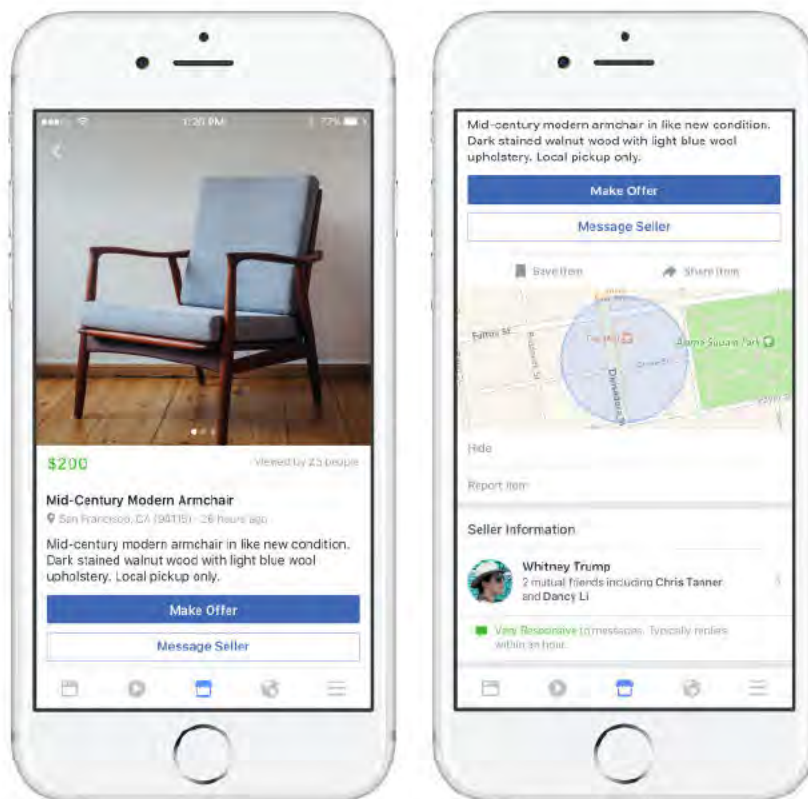 1:20 PM
$200
Viewed by 25 people
Mid-Century Modern Armchair
San Francisco, CA (94115) · 26 hours ago
Mid-century modern armchair in like new condition.
Dark stained walnut wood with light blue wool
upholstery. Local pickup only.
Make Offer
Message Seller
Mid-century modern armchair in like new condition.
Dark stained walnut wood with light blue wool
upholstery. Local pickup only.
Make Offer
Message Seller
Save Item
Share Item
Fulton St
The Mill
Alamo Square Park
Divisadero St
Hide
Report Item
Seller Information
Whitney Trump
2 mutual friends including Chris Tanner
and Dancy Li
Very Responsive to messages. Typically replies
within an hour.